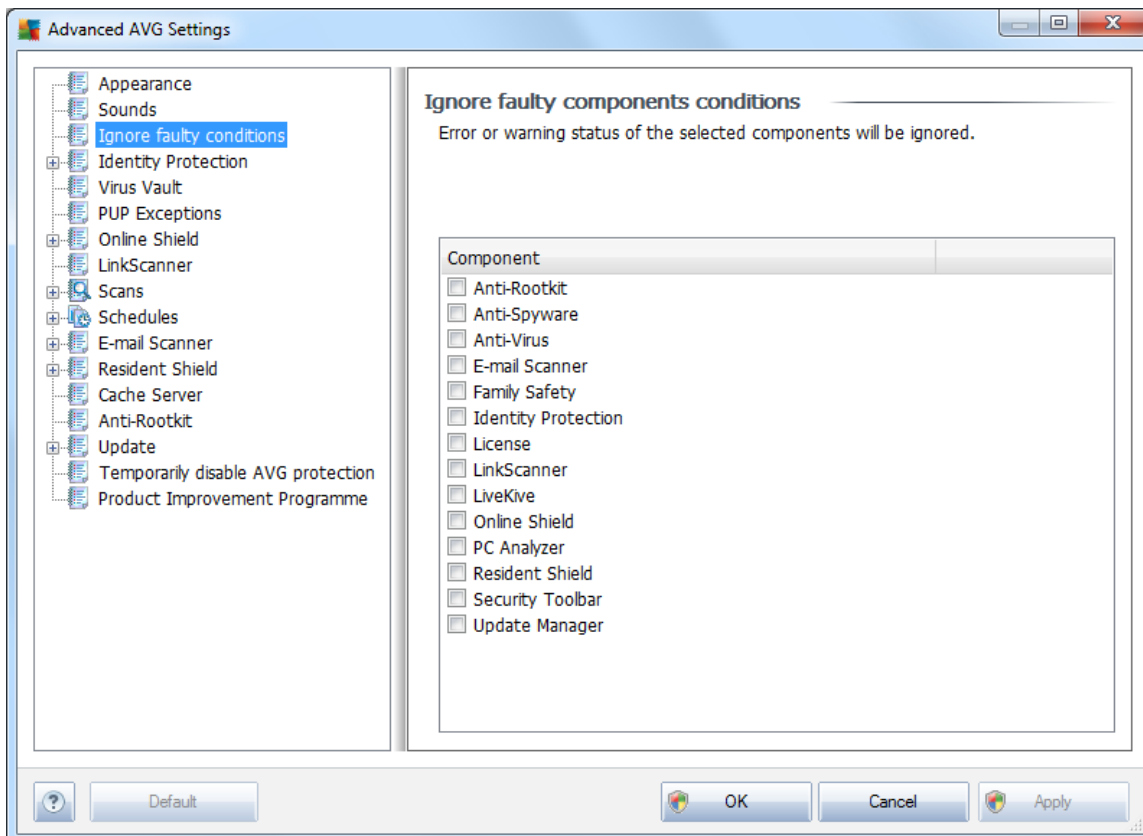 Advanced AVG Settings
Appearance
Sounds
Ignore faulty conditions
Identity Protection
Virus Vault
PUP Exceptions
Online Shield
LinkScanner
Scans
Schedules
E-mail Scanner
Resident Shield
Cache Server
Anti-Rootkit
Update
Temporarily disable AVG protection
Product Improvement Programme
Ignore faulty components conditions
Error or warning status of the selected components will be ignored.
Component
Anti-Rootkit
Anti-Spyware
Anti-Virus
E-mail Scanner
Family Safety
Identity Protection
License
LinkScanner
LiveKive
Online Shield
PC Analyzer
Resident Shield
Security Toolbar
Update Manager
? Default OK Cancel Apply